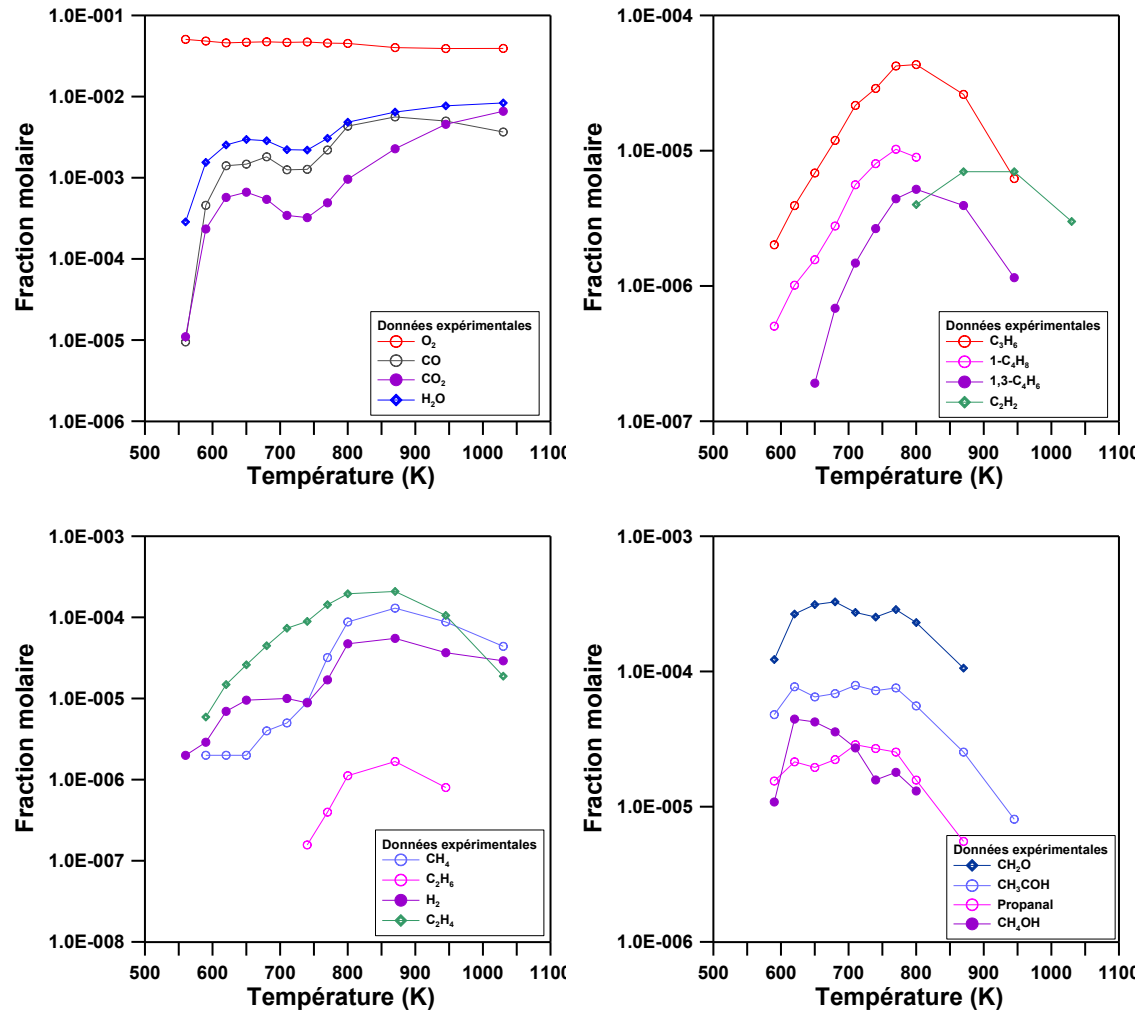 1.0E-001
1.0E-002
1.0E-003
1.0E-004
1.0E-005
1.0E-006
Fraction molaire
500 600 700 800 900 1000 1100
Température (K)
Données expérimentales
O₂
CO
CO₂
H₂O
1.0E-004
1.0E-005
1.0E-006
1.0E-007
Fraction molaire
500 600 700 800 900 1000 1100
Température (K)
Données expérimentales
C₃H₆
1-C₄H₈
1,3-C₄H₆
C₂H₂
1.0E-003
1.0E-004
1.0E-005
1.0E-006
1.0E-007
1.0E-008
Fraction molaire
500 600 700 800 900 1000 1100
Température (K)
Données expérimentales
CH₄
C₂H₆
H₂
C₂H₄
1.0E-003
1.0E-004
1.0E-005
1.0E-006
Fraction molaire
500 600 700 800 900 1000 1100
Température (K)
Données expérimentales
CH₂O
CH₃COH
Propanal
CH₄OH